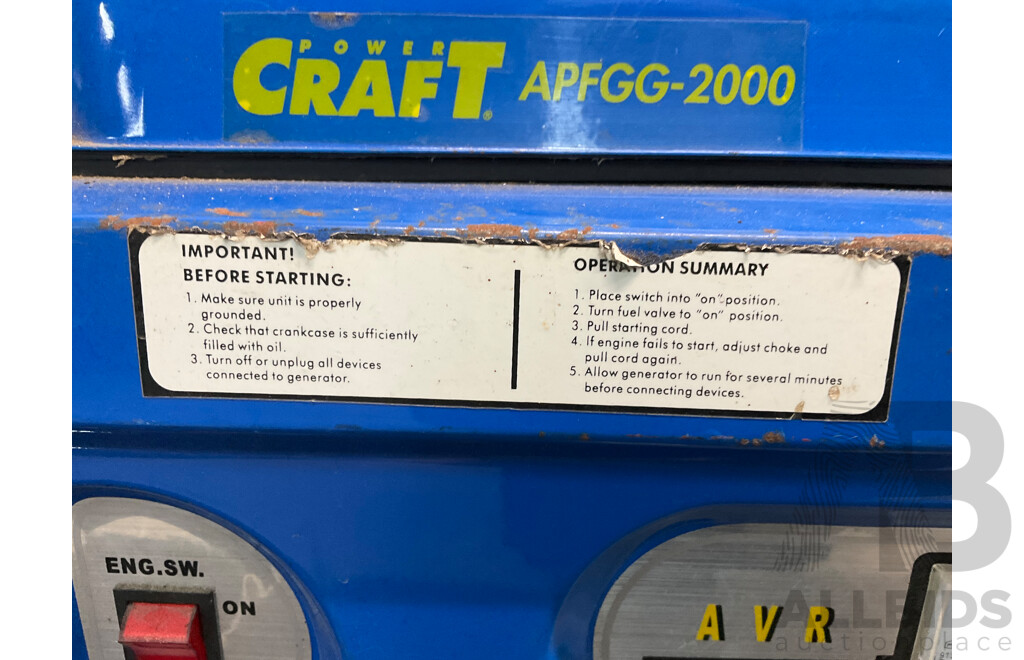 POWER
CRAFT® APFGG-2000
IMPORTANT!
BEFORE STARTING:
1. Make sure unit is properly
grounded.
2. Check that crankcase is sufficiently
filled with oil.
3. Turn off or unplug all devices
connected to generator.
OPERATION SUMMARY
1. Place switch into "on" position.
2. Turn fuel valve to "on" position.
3. Pull starting cord.
4. If engine fails to start, adjust choke and
pull cord again.
5. Allow generator to run for several minutes
before connecting devices.
ENG.SW.
ON
AVR
ALLBIDS
auction place